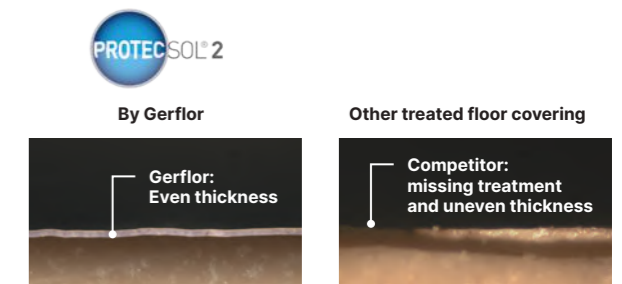 PROTECSOL® 2
By Gerflor
Other treated floor covering
Gerflor:
Even thickness
Competitor:
missing treatment
and uneven thickness